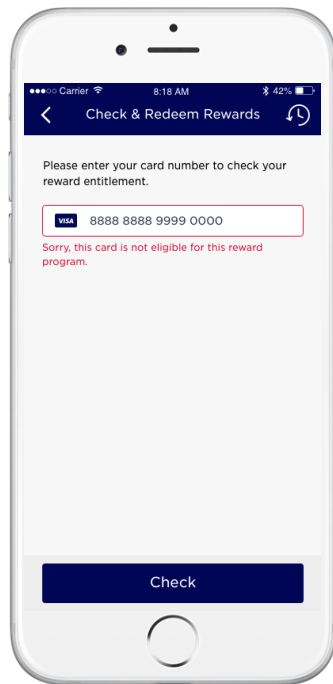 Carrier 8:18 AM 42%
Check & Redeem Rewards
Please enter your card number to check your
reward entitlement.
VISA 8888 8888 9999 0000
Sorry, this card is not eligible for this reward
program.
Check